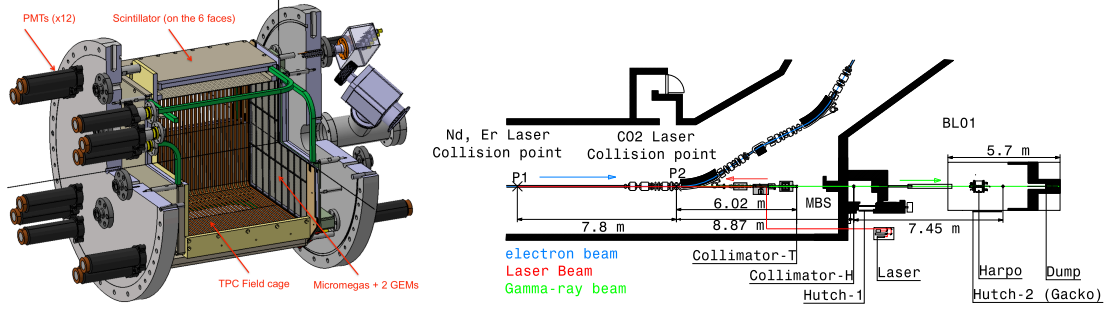 PMTs (x12)
Scintillator (on the 6 faces)
TPC Field cage
Micromegas + 2 GEMs
Nd, Er Laser
Collision point
CO2 Laser
Collision point
BLO1
5.7 m
P1
P2
MBS
6.02 m
7.8 m
8.87 m
7.45 m
electron beam
Laser Beam
Gamma-ray beam
Collimator-T
Collimator-H
Hutch-1
Laser
Harpo
Dump
Hutch-2 (Gacko)